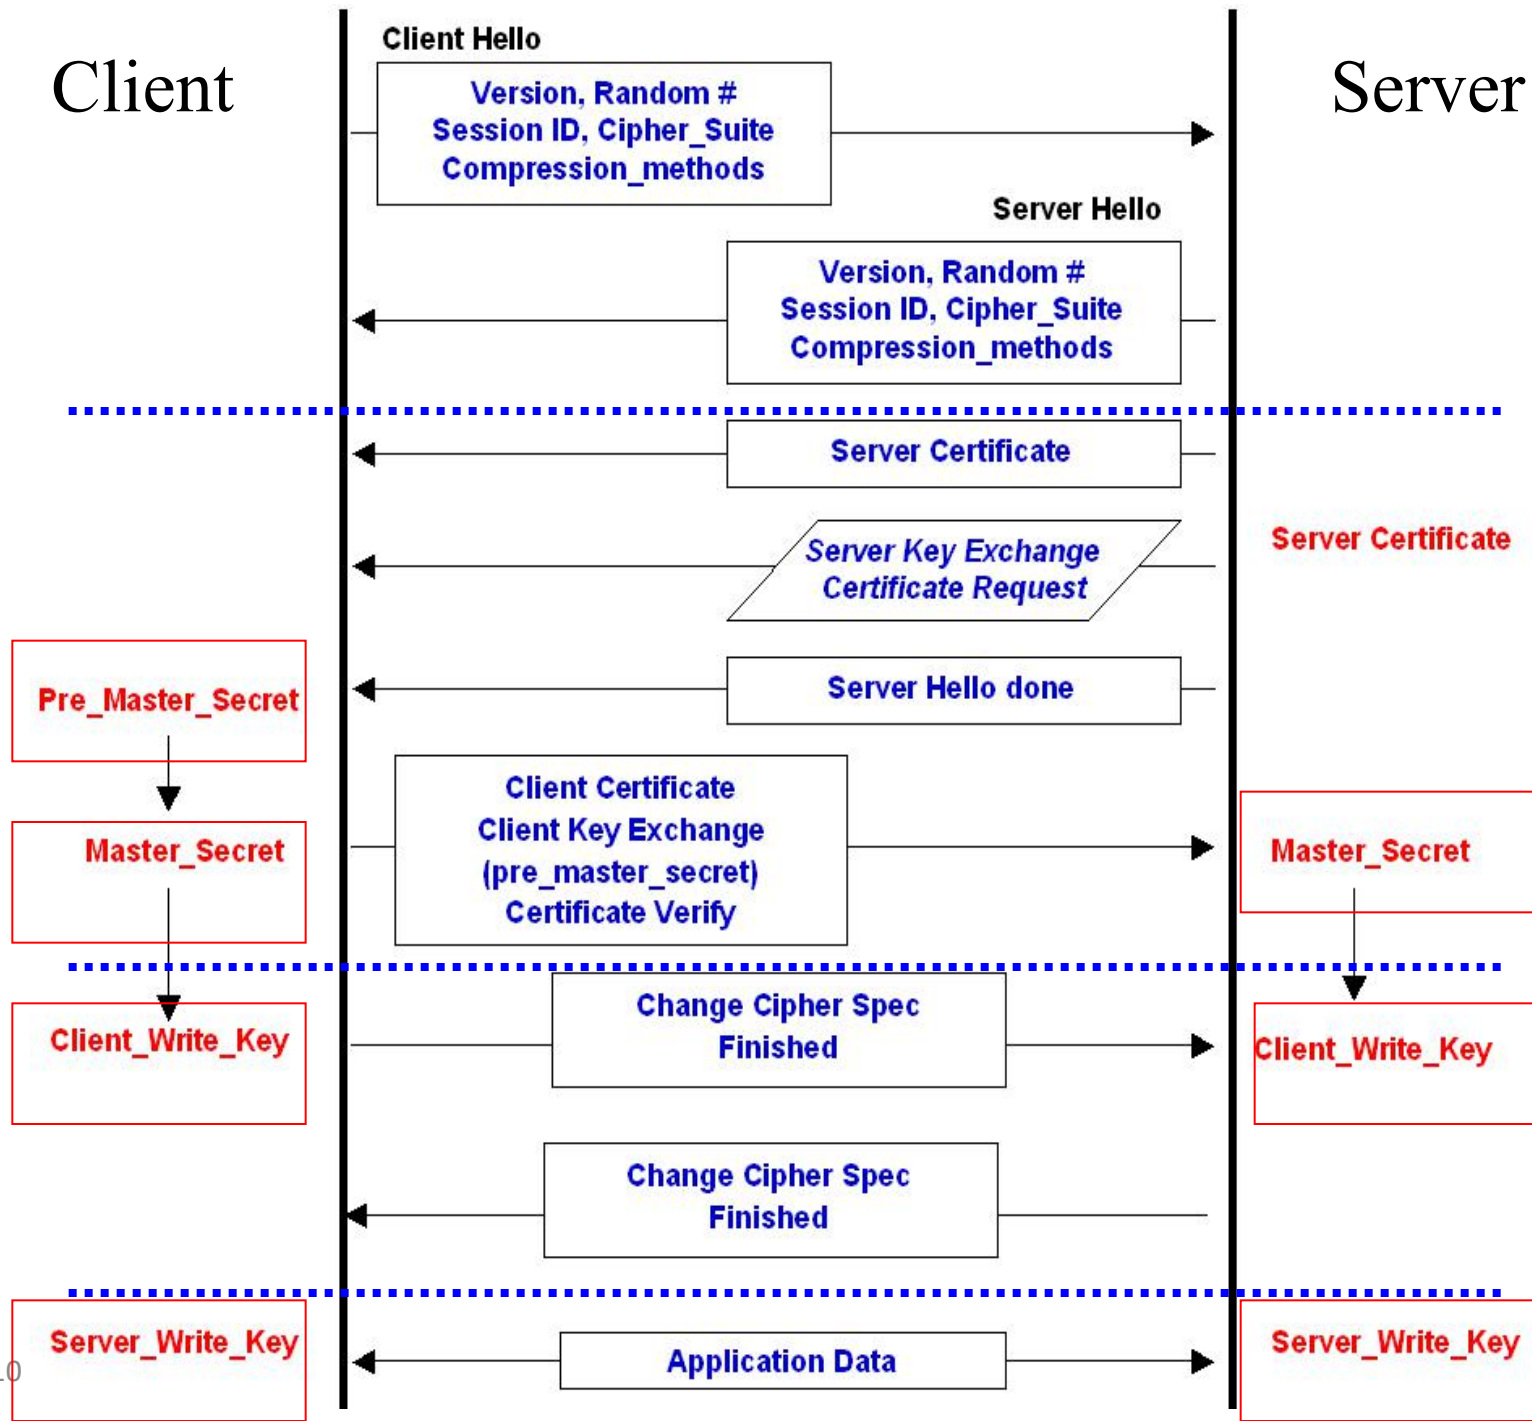 Client
Server
Client Hello
Version, Random #
Session ID, Cipher_Suite
Compression_methods
Server Hello
Version, Random #
Session ID, Cipher_Suite
Compression_methods
Server Certificate
Server Key Exchange
Certificate Request
Server Certificate
Server Hello done
Pre_Master_Secret
Client Certificate
Client Key Exchange
(pre_master_secret)
Certificate Verify
Master_Secret
Master_Secret
Change Cipher Spec
Finished
Client_Write_Key
Client_Write_Key
Change Cipher Spec
Finished
Server_Write_Key
Application Data
Server_Write_Key